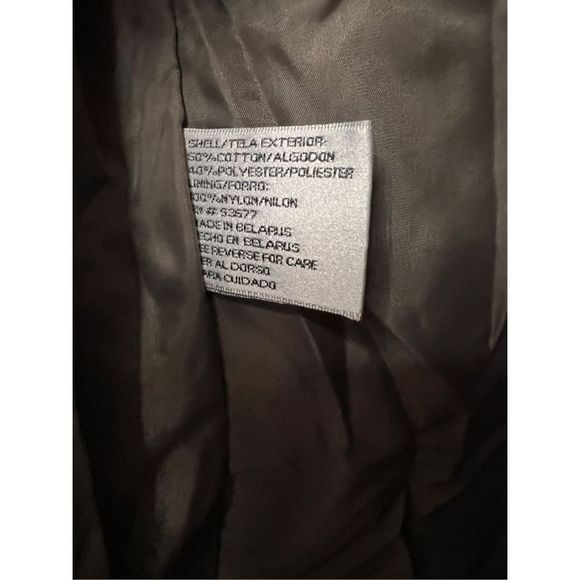 SHELL/TELA EXTERIOR:
60%COTTON/ALGODON
40%POLYESTER/POLIESTER
LINING/FORRO:
100%NYLON/NILON
RN # 93677
MADE IN BELARUS
HECHO EN BELARUS
SEE REVERSE FOR CARE
VER AL DORSO
PARA CUIDADO